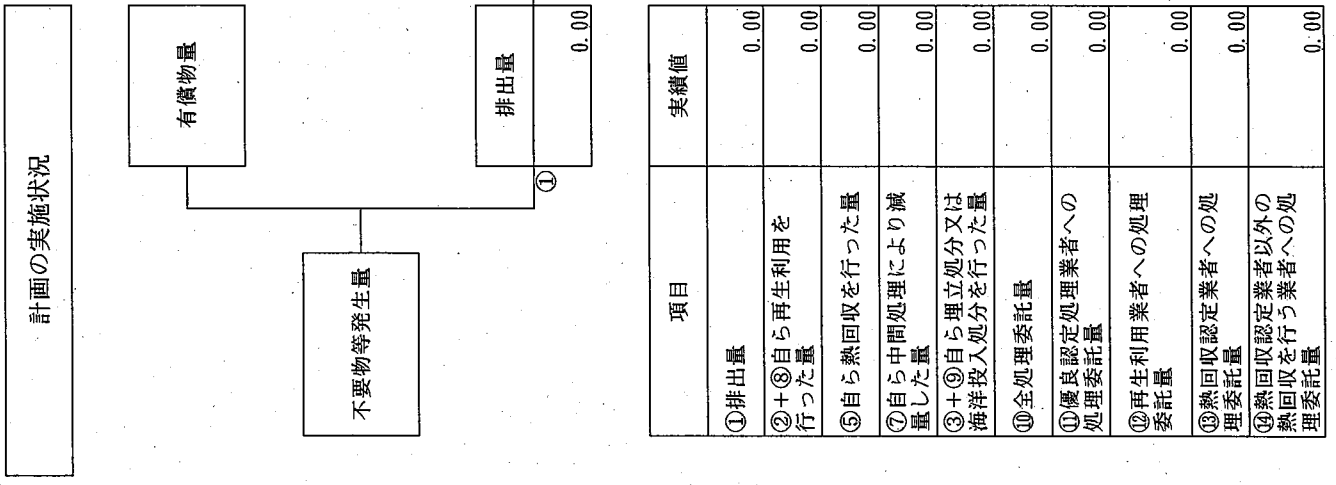 計画の実施状況
有償物量
不要物等発生量
①
排出量
0.00
項目
実績値
①排出量
0.00
②+⑧自ら再生利用を
行った量
0.00
⑤自ら熱回収を行った量
0.00
⑦自ら中間処理により減
量した量
0.00
③+⑨自ら埋立処分又は
海洋投入処分を行った量
0.00
⑩全処理委託量
0.00
⑪優良認定処理業者への
処理委託量
0.00
⑫再生利用業者への処理
委託量
0.00
⑬熱回収認定業者への処
理委託量
0.00
⑭熱回収認定業者以外の
熱回収を行う業者への処
理委託量
0.00